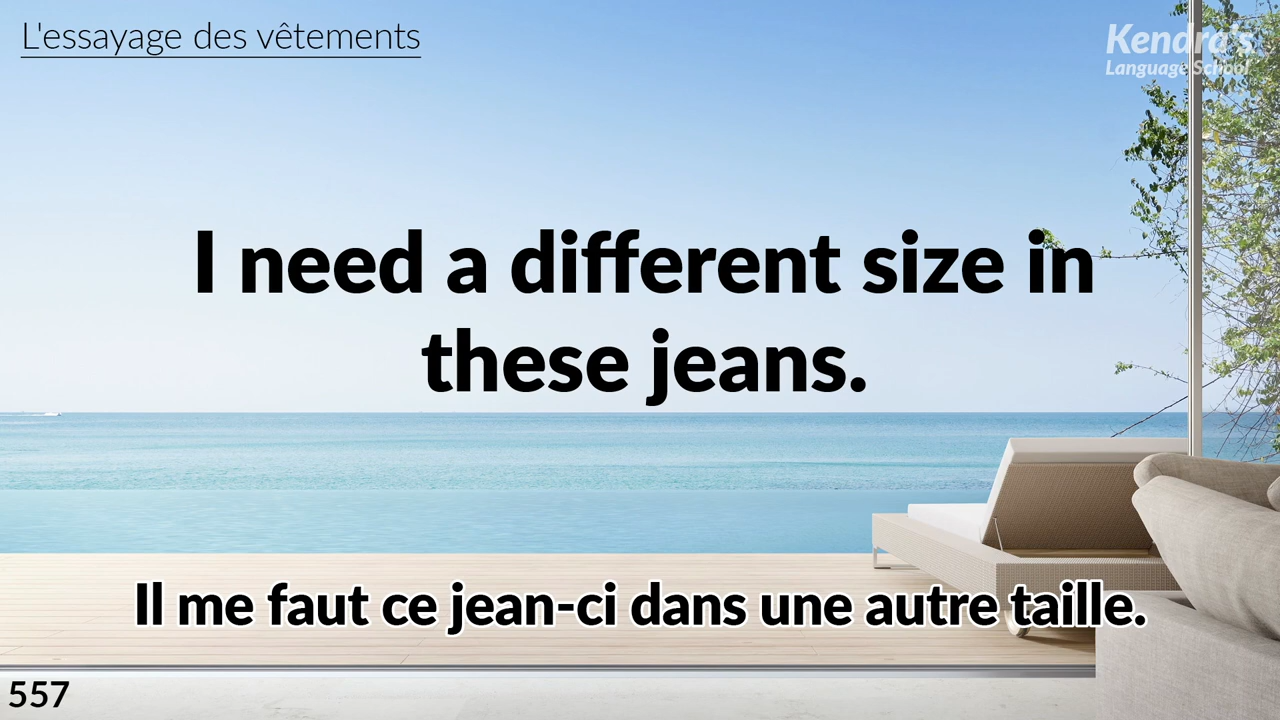 L'essayage des vêtements
Kendra's
Language School
I need a different size in
these jeans.
Il me faut ce jean-ci dans une autre taille.
557